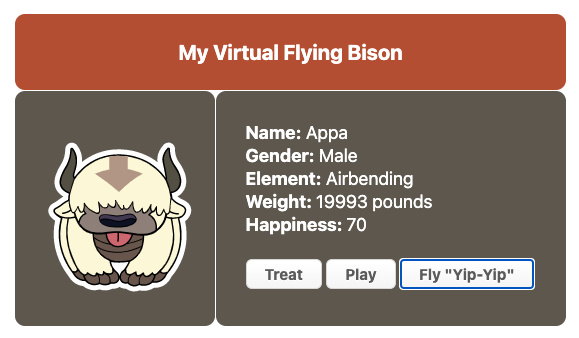 My Virtual Flying Bison
Name: Appa
Gender: Male
Element: Airbending
Weight: 19993 pounds
Happiness: 70
Treat Play Fly "Yip-Yip"